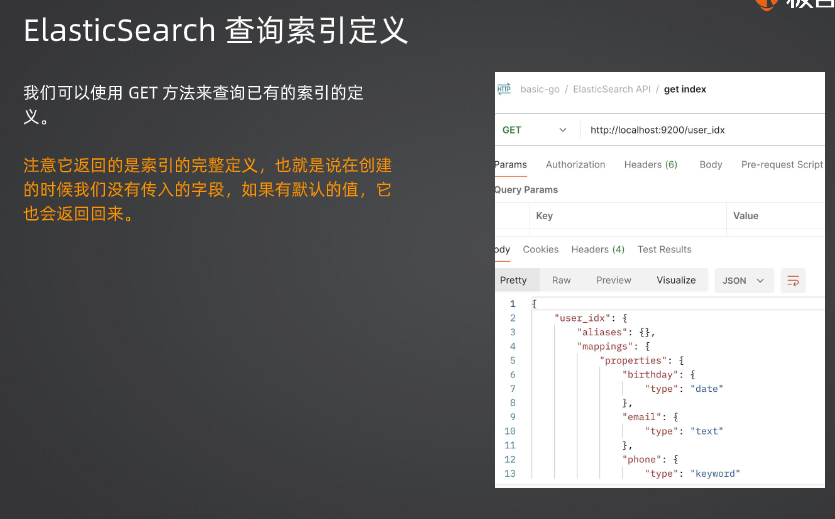 ElasticSearch 查询索引定义
我们可以使用 GET 方法来查询已有的索引的定
义。
注意它返回的是索引的完整定义，也就是说在创建
的时候我们没有传入的字段，如果有默认的值，它
也会返回回来。
HTTP basic-go / ElasticSearch API / get index
GET http://localhost:9200/user_idx
Params Authorization Headers (6) Body Pre-request Script
Query Params
Key Value
ody Cookies Headers (4) Test Results
Pretty Raw Preview Visualize JSON
1 {
2 "user_idx": {
3 "aliases": {},
4 "mappings": {
5 "properties": {
6 "birthday": {
7 "type": "date"
8 },
9 "email": {
10 "type": "text"
11 },
12 "phone": {
13 "type": "keyword"